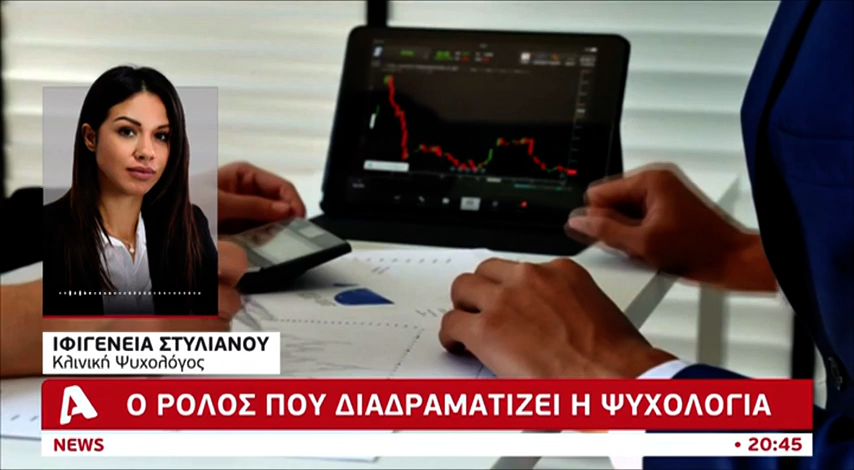 ΙΦΙΓΕΝΕΙΑ ΣΤΥΛΙΑΝΟΥ
Κλινική Ψυχολόγος
Ο ΡΟΛΟΣ ΠΟΥ ΔΙΑΔΡΑΜΑΤΙΖΕΙ Η ΨΥΧΟΛΟΓΙΑ
NEWS
• 20:45